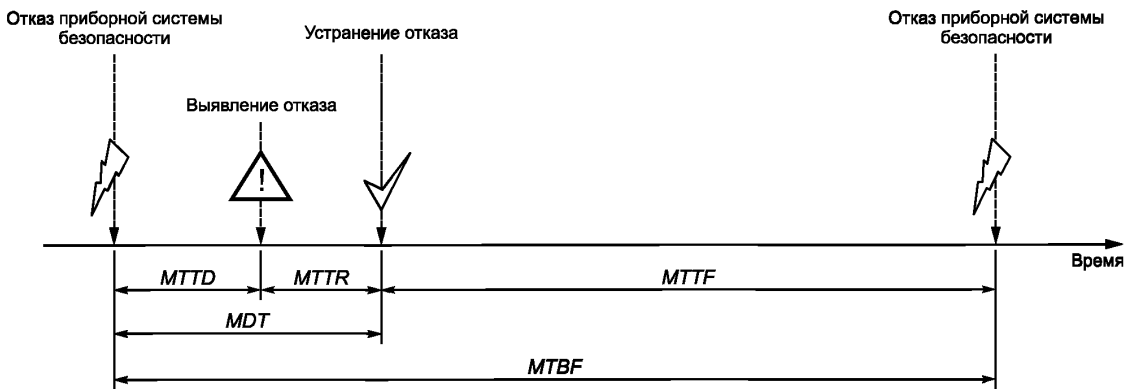 Отказ приборной системы
безопасности
Устранение отказа
Отказ приборной системы
безопасности
Выявление отказа
!
Время
MTTD
MTTR
MTTF
MDT
MTBF